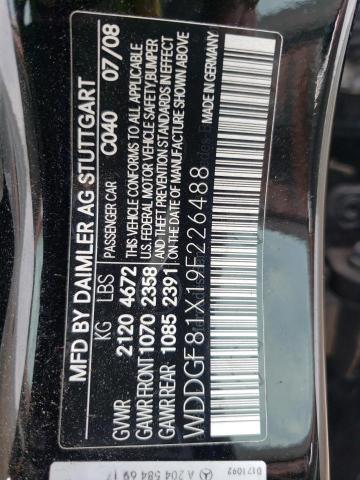 MFD BY DAIMLER AG STUTTGART
PASSENGER CAR C040 07/08
KG LBS
GVWR 2120 4672
GAWR FRONT 1070 2358
GAWR REAR 1085 2391
THIS VEHICLE CONFORMS TO ALL APPLICABLE
U.S. FEDERAL MOTOR VEHICLE SAFETY BUMPER
AND THEFT PREVENTION STANDARDS IN EFFECT
ON THE DATE OF MANUFACTURE SHOWN ABOVE
MADE IN GERMANY
WDDGF81X19F226488
A 204 584 69 17
D171092